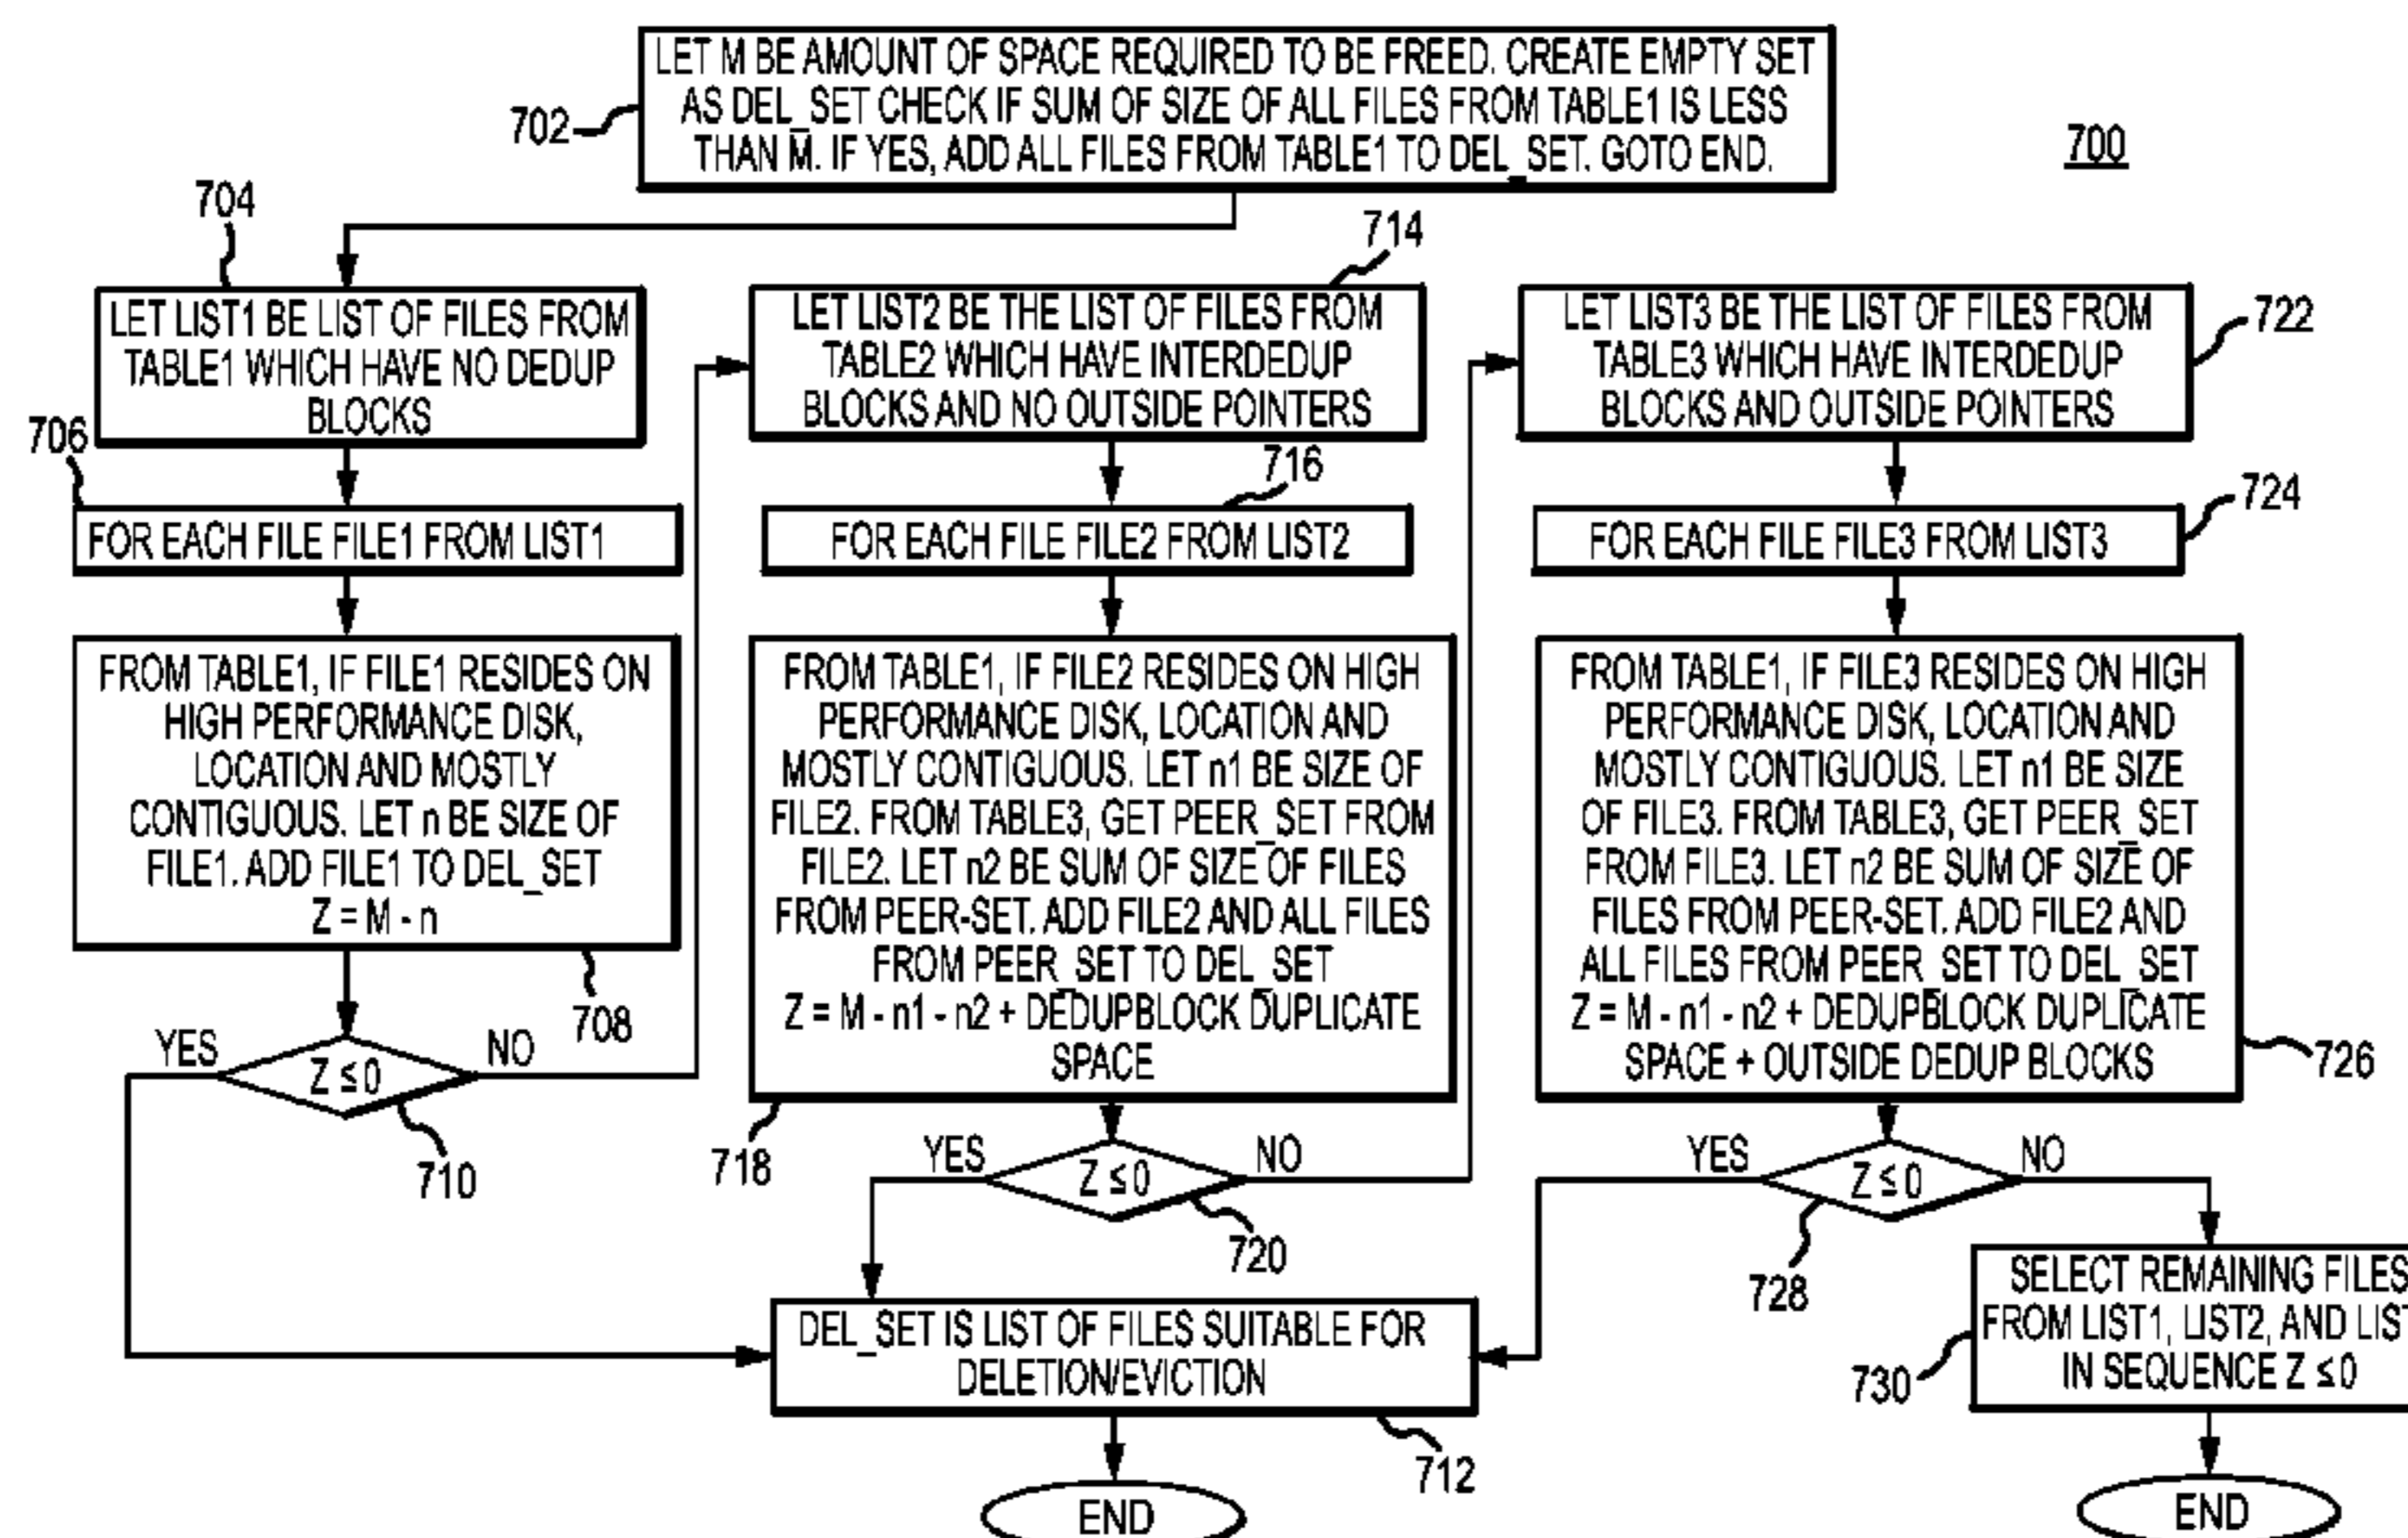 LET M BE AMOUNT OF SPACE REQUIRED TO BE FREED. CREATE EMPTY SET
AS DEL_SET CHECK IF SUM OF SIZE OF ALL FILES FROM TABLE1 IS LESS
THAN M. IF YES, ADD ALL FILES FROM TABLE1 TO DEL_SET. GOTO END.
702
700
704
LET LIST1 BE LIST OF FILES FROM
TABLE1 WHICH HAVE NO DEDUP
BLOCKS
706
FOR EACH FILE FILE1 FROM LIST1
FROM TABLE1, IF FILE1 RESIDES ON
HIGH PERFORMANCE DISK,
LOCATION AND MOSTLY
CONTIGUOUS. LET n BE SIZE OF
FILE1. ADD FILE1 TO DEL_SET
Z = M - n
708
YES
Z ≤ 0
NO
710
714
LET LIST2 BE THE LIST OF FILES FROM
TABLE2 WHICH HAVE INTERDEDUP
BLOCKS AND NO OUTSIDE POINTERS
716
FOR EACH FILE FILE2 FROM LIST2
FROM TABLE1, IF FILE2 RESIDES ON HIGH
PERFORMANCE DISK, LOCATION AND
MOSTLY CONTIGUOUS. LET n1 BE SIZE OF
FILE2. FROM TABLE3, GET PEER_SET FROM
FILE2. LET n2 BE SUM OF SIZE OF FILES
FROM PEER-SET. ADD FILE2 AND ALL FILES
FROM PEER_SET TO DEL_SET
Z = M - n1 - n2 + DEDUPBLOCK DUPLICATE
SPACE
718
YES
Z ≤ 0
NO
720
722
LET LIST3 BE THE LIST OF FILES FROM
TABLE3 WHICH HAVE INTERDEDUP
BLOCKS AND OUTSIDE POINTERS
724
FOR EACH FILE FILE3 FROM LIST3
FROM TABLE1, IF FILE3 RESIDES ON HIGH
PERFORMANCE DISK, LOCATION AND
MOSTLY CONTIGUOUS. LET n1 BE SIZE
OF FILE3. FROM TABLE3, GET PEER_SET
FROM FILE3. LET n2 BE SUM OF SIZE OF
FILES FROM PEER-SET. ADD FILE2 AND
ALL FILES FROM PEER_SET TO DEL_SET
Z = M - n1 - n2 + DEDUPBLOCK DUPLICATE
SPACE + OUTSIDE DEDUP BLOCKS
726
YES
Z ≤ 0
NO
728
DEL_SET IS LIST OF FILES SUITABLE FOR
DELETION/EVICTION
712
END
SELECT REMAINING FILES
FROM LIST1, LIST2, AND
IN SEQUENCE Z ≤ 0
730
END